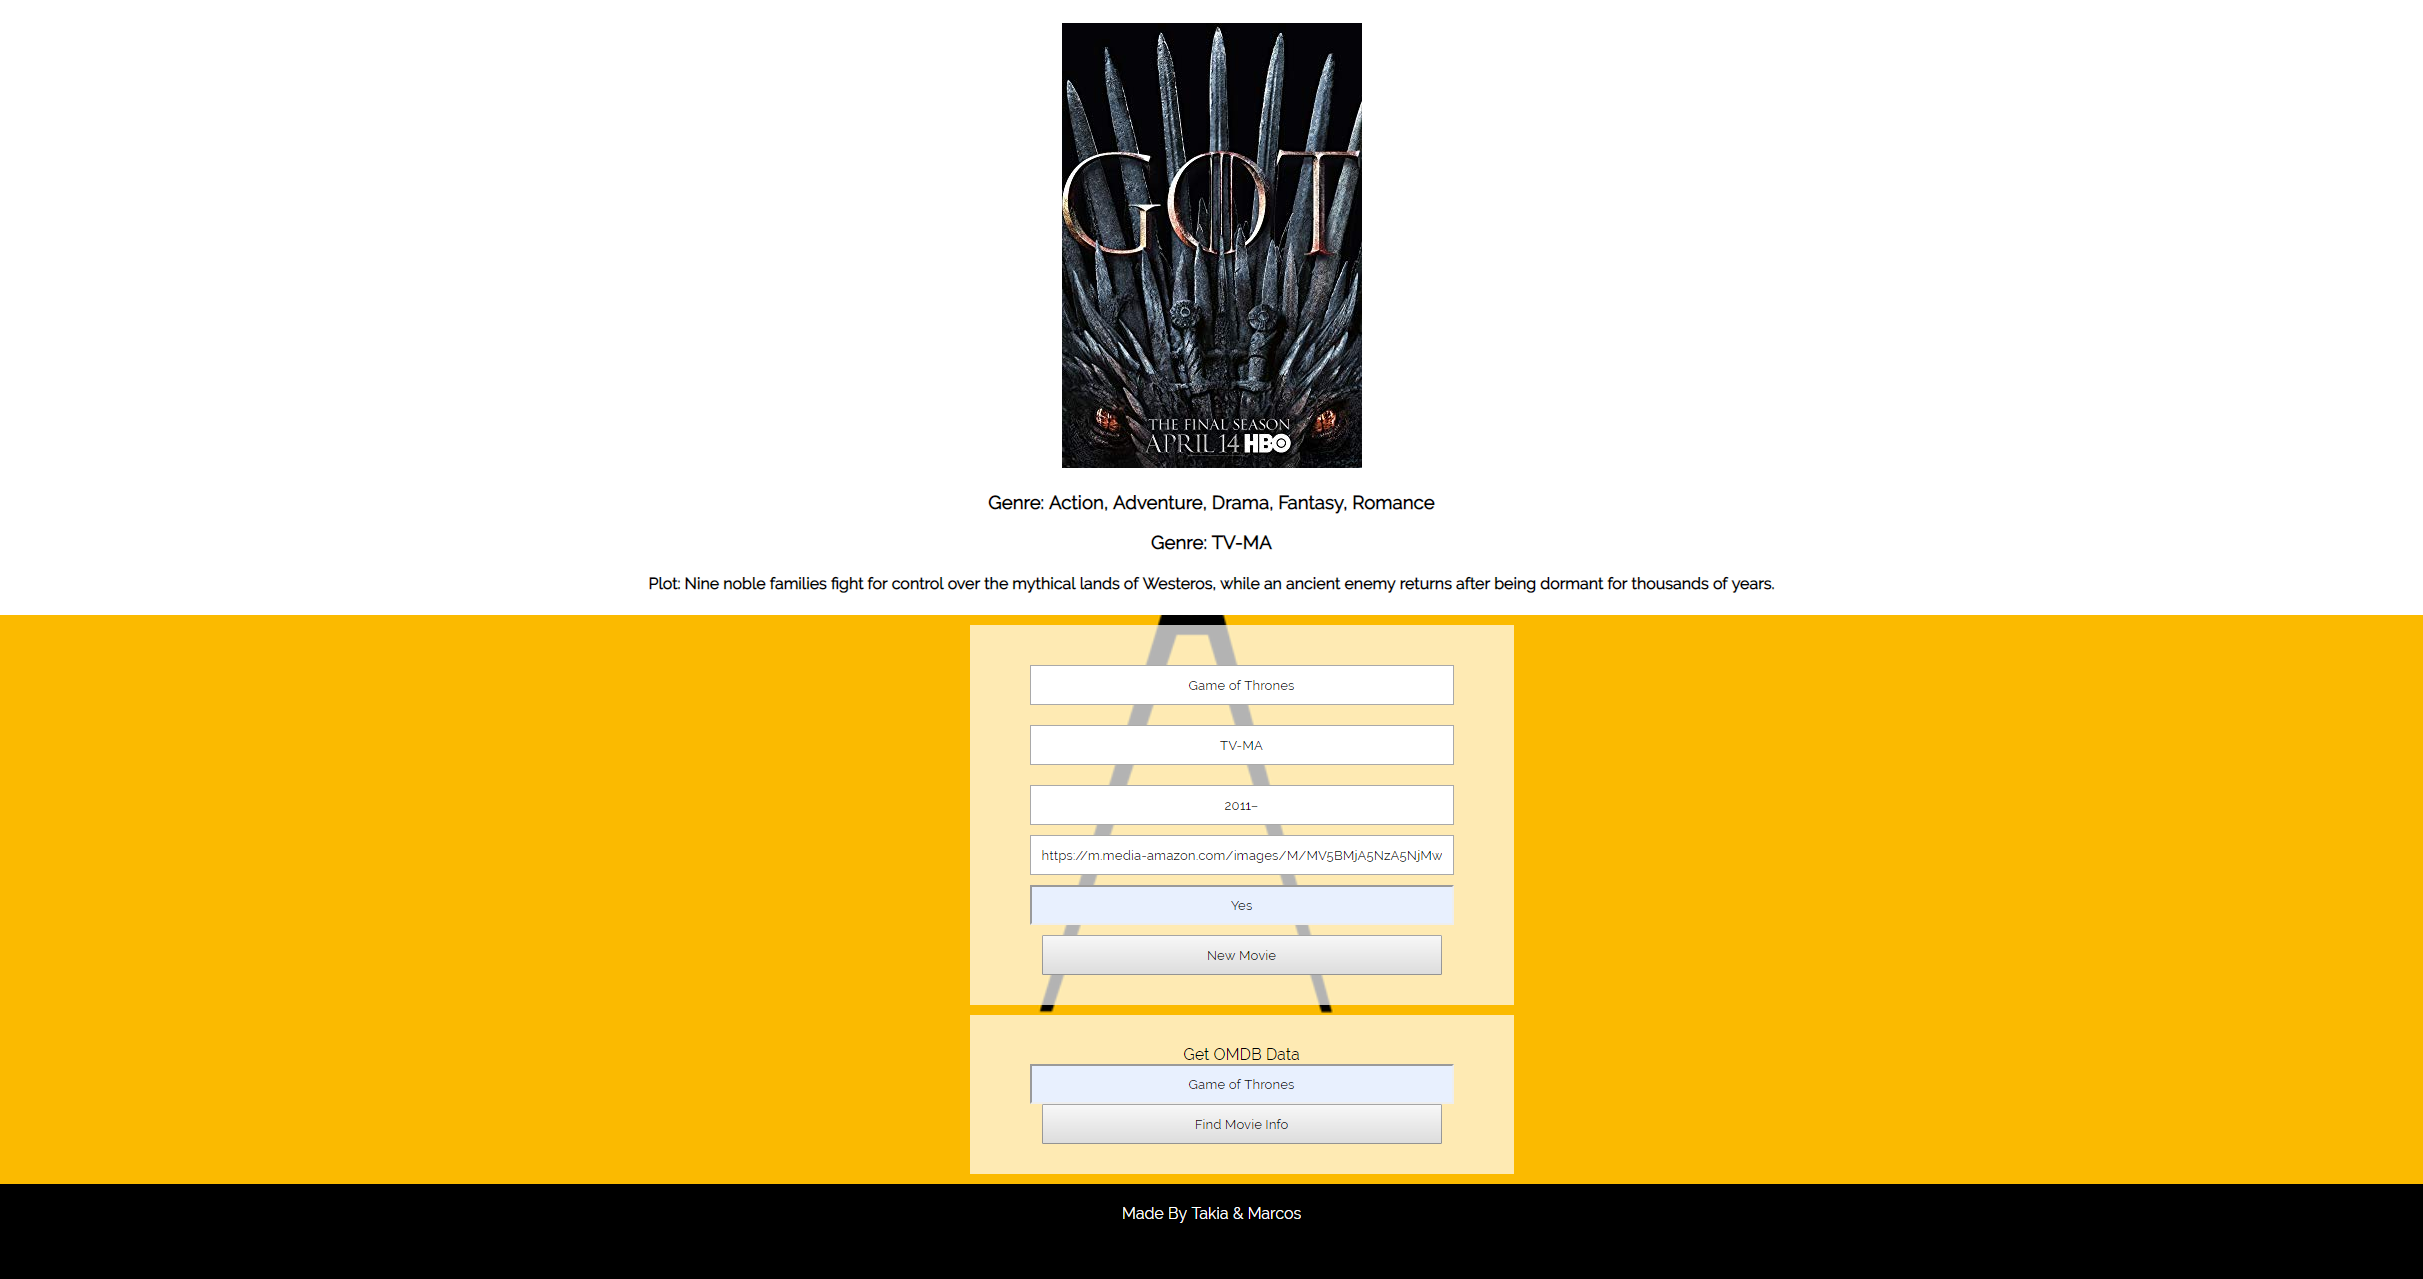 GOT
THE FINAL SEASON
APRIL 14 HBO
Genre: Action, Adventure, Drama, Fantasy, Romance
Genre: TV-MA
Plot: Nine noble families fight for control over the mythical lands of Westeros, while an ancient enemy returns after being dormant for thousands of years.
Game of Thrones
TV-MA
2011–
https://m.media-amazon.com/images/M/MV5BMjA5NzA5NjMw
Yes
New Movie
Get OMDB Data
Game of Thrones
Find Movie Info
Made By Takia & Marcos